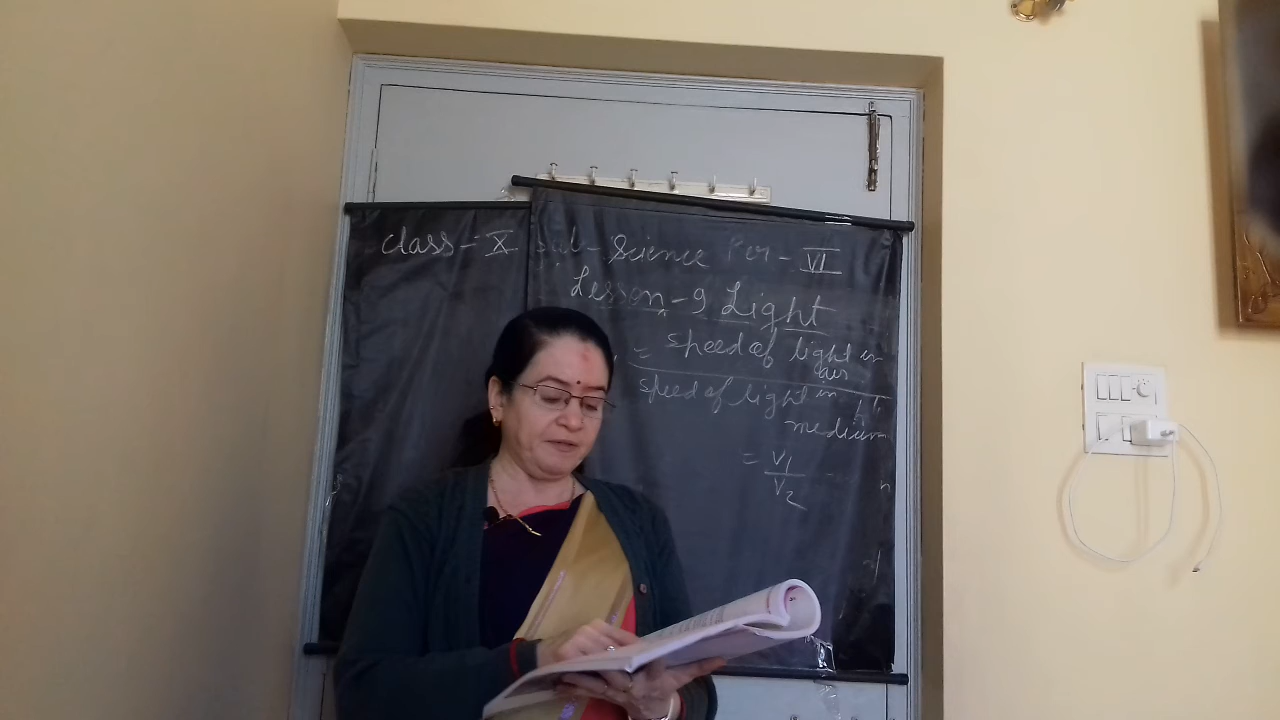 Class - X Sub - Science Per - VI
Lesson - 9 Light
= speed of light in air
speed of light in
medium
= V1
V2